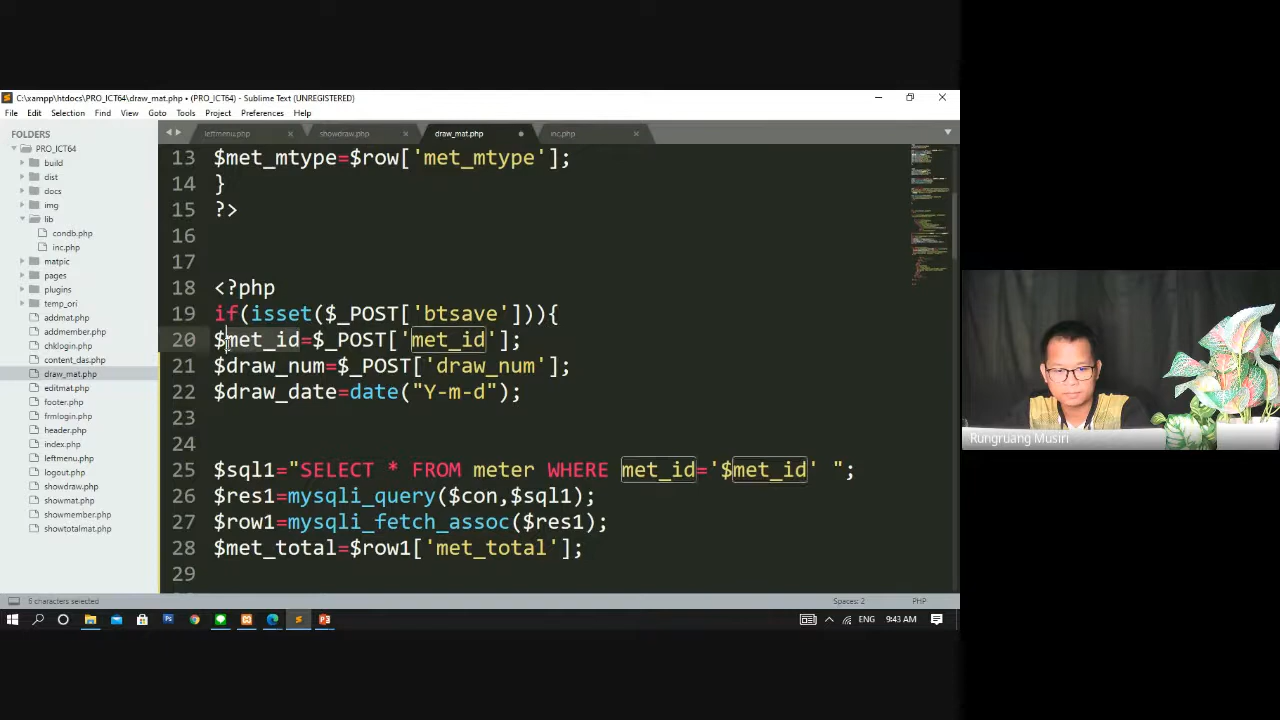 C:\xampp\htdocs\PRO_ICT64\draw_mat.php • (PRO_ICT64) - Sublime Text (UNREGISTERED)
File Edit Selection Find View Goto Tools Project Preferences Help
FOLDERS
PRO_ICT64
build
dist
docs
img
lib
condb.php
inc.php
matpic
pages
plugins
temp_ori
addmat.php
addmember.php
chklogin.php
content_das.php
draw_mat.php
editmat.php
footer.php
frmlogin.php
header.php
index.php
leftmenu.php
logout.php
showdraw.php
showmat.php
showmember.php
showtotalmat.php
leftmenu.php showdraw.php draw_mat.php inc.php
13 $met_mtype=$row['met_mtype'];
14 }
15 ?>
16
17
18 <?php
19 if(isset($_POST['btsave'])){
20 $met_id=$_POST['met_id'];
21 $draw_num=$_POST['draw_num'];
22 $draw_date=date("Y-m-d");
23
24
25 $sql1="SELECT * FROM meter WHERE met_id='$met_id' ";
26 $res1=mysqli_query($con,$sql1);
27 $row1=mysqli_fetch_assoc($res1);
28 $met_total=$row1['met_total'];
29
6 characters selected
Spaces: 2 PHP
ENG 9:43 AM
Rungruang Musiri